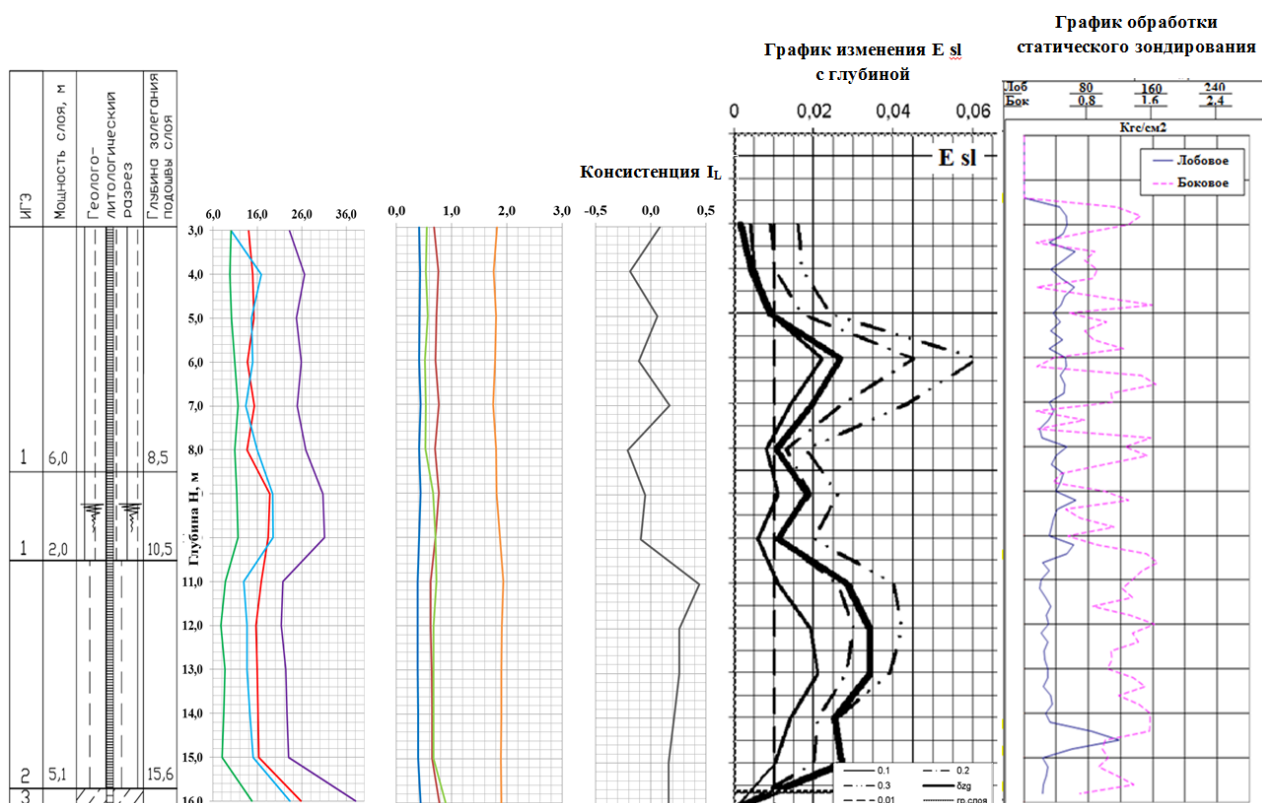 График обработки
статического зондирования
График изменения E sl
с глубиной
Консистенция I L
ИГЭ
Мощность слоя, м
Геолого-
литологический
разрез
Глубина залегания
подошвы слоя
6,0 16,0 26,0 36,0
0,0 1,0 2,0 3,0
-0,5 0,0 0,5
0 0,02 0,04 0,06
E sl
Лоб 80 160 240
Бок 0.8 1.6 2,4
Кгс/см2
Лобовое
Боковое
Глубина Н, м
3,0
4,0
5,0
6,0
7,0
8,0
11,0
12,0
13,0
14,0
15,0
16,0
1 6,0 8,5
1 2,0 10,5
2 5,1 15,6
3
0.1 0.2
0.3 δzg
0.01 гр.слоя